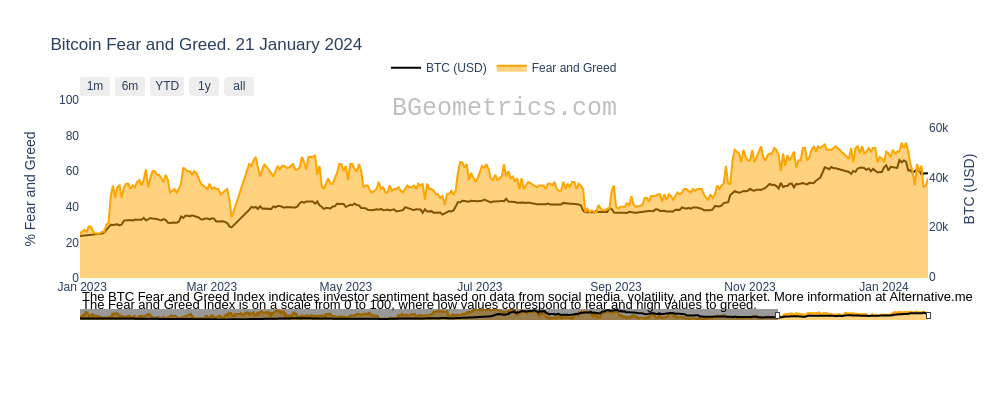 Bitcoin Fear and Greed. 21 January 2024
BTC (USD) Fear and Greed
1m 6m YTD 1y all
BGeometrics.com
100
80
60
40
20
0
% Fear and Greed
60k
40k
20k
0
BTC (USD)
Jan 2023 Mar 2023 May 2023 Jul 2023 Sep 2023 Nov 2023 Jan 2024
The BTC Fear and Greed Index indicates investor sentiment based on data from social media, volatility, and the market. More information at Alternative.me
The Fear and Greed Index is on a scale from 0 to 100, where low values correspond to fear and high values to greed.